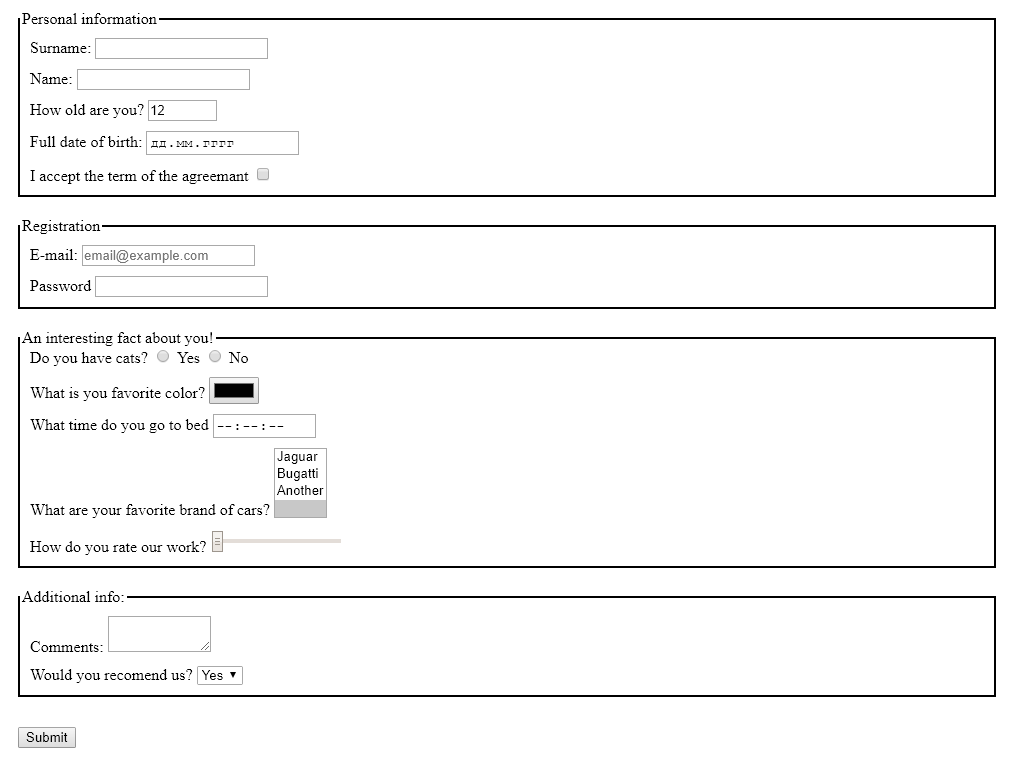 Personal information
Surname:
Name:
How old are you? 12
Full date of birth: дд.мм.гггг
I accept the term of the agreemant
Registration
E-mail: email@example.com
Password
An interesting fact about you!
Do you have cats? Yes No
What is you favorite color?
What time do you go to bed --:--:--
Jaguar
Bugatti
Another
What are your favorite brand of cars?
How do you rate our work?
Additional info:
Comments:
Would you recomend us? Yes
Submit